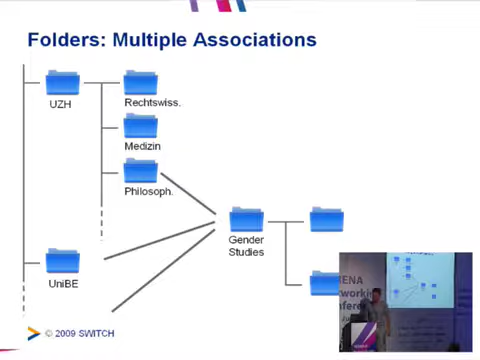 Folders: Multiple Associations
UZH
Rechtswiss.
Medizin
Philosoph.
Gender
Studies
UniBE
© 2009 SWITCH